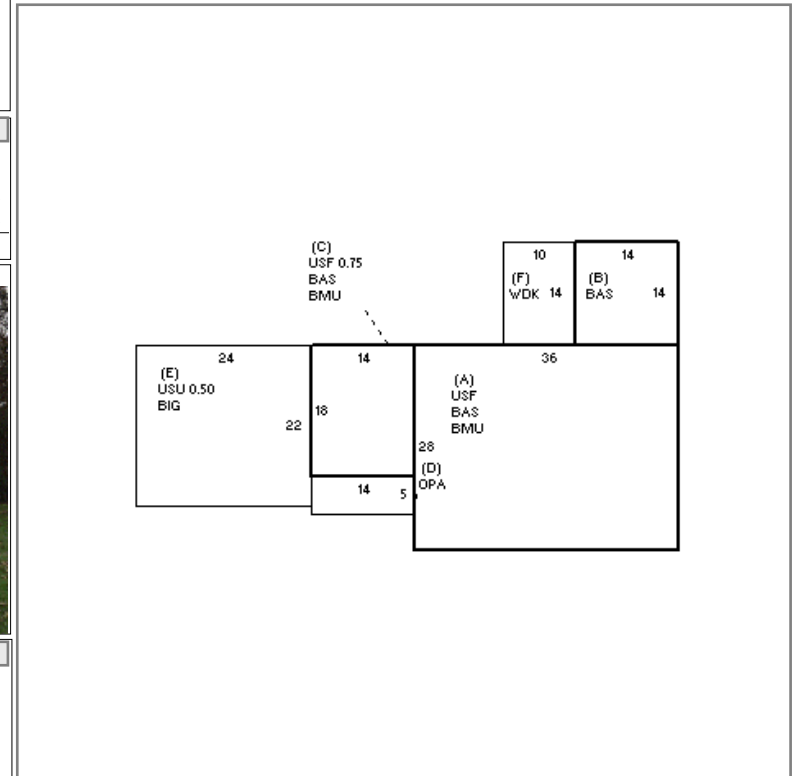 (C)
USF 0.75
BAS
BMU
10
(F)
WDK 14
14
(B)
BAS 14
24
(E)
USU 0.50
BIG
22
14
18
36
(A)
USF
BAS
BMU
28
(D)
OPA
14
5